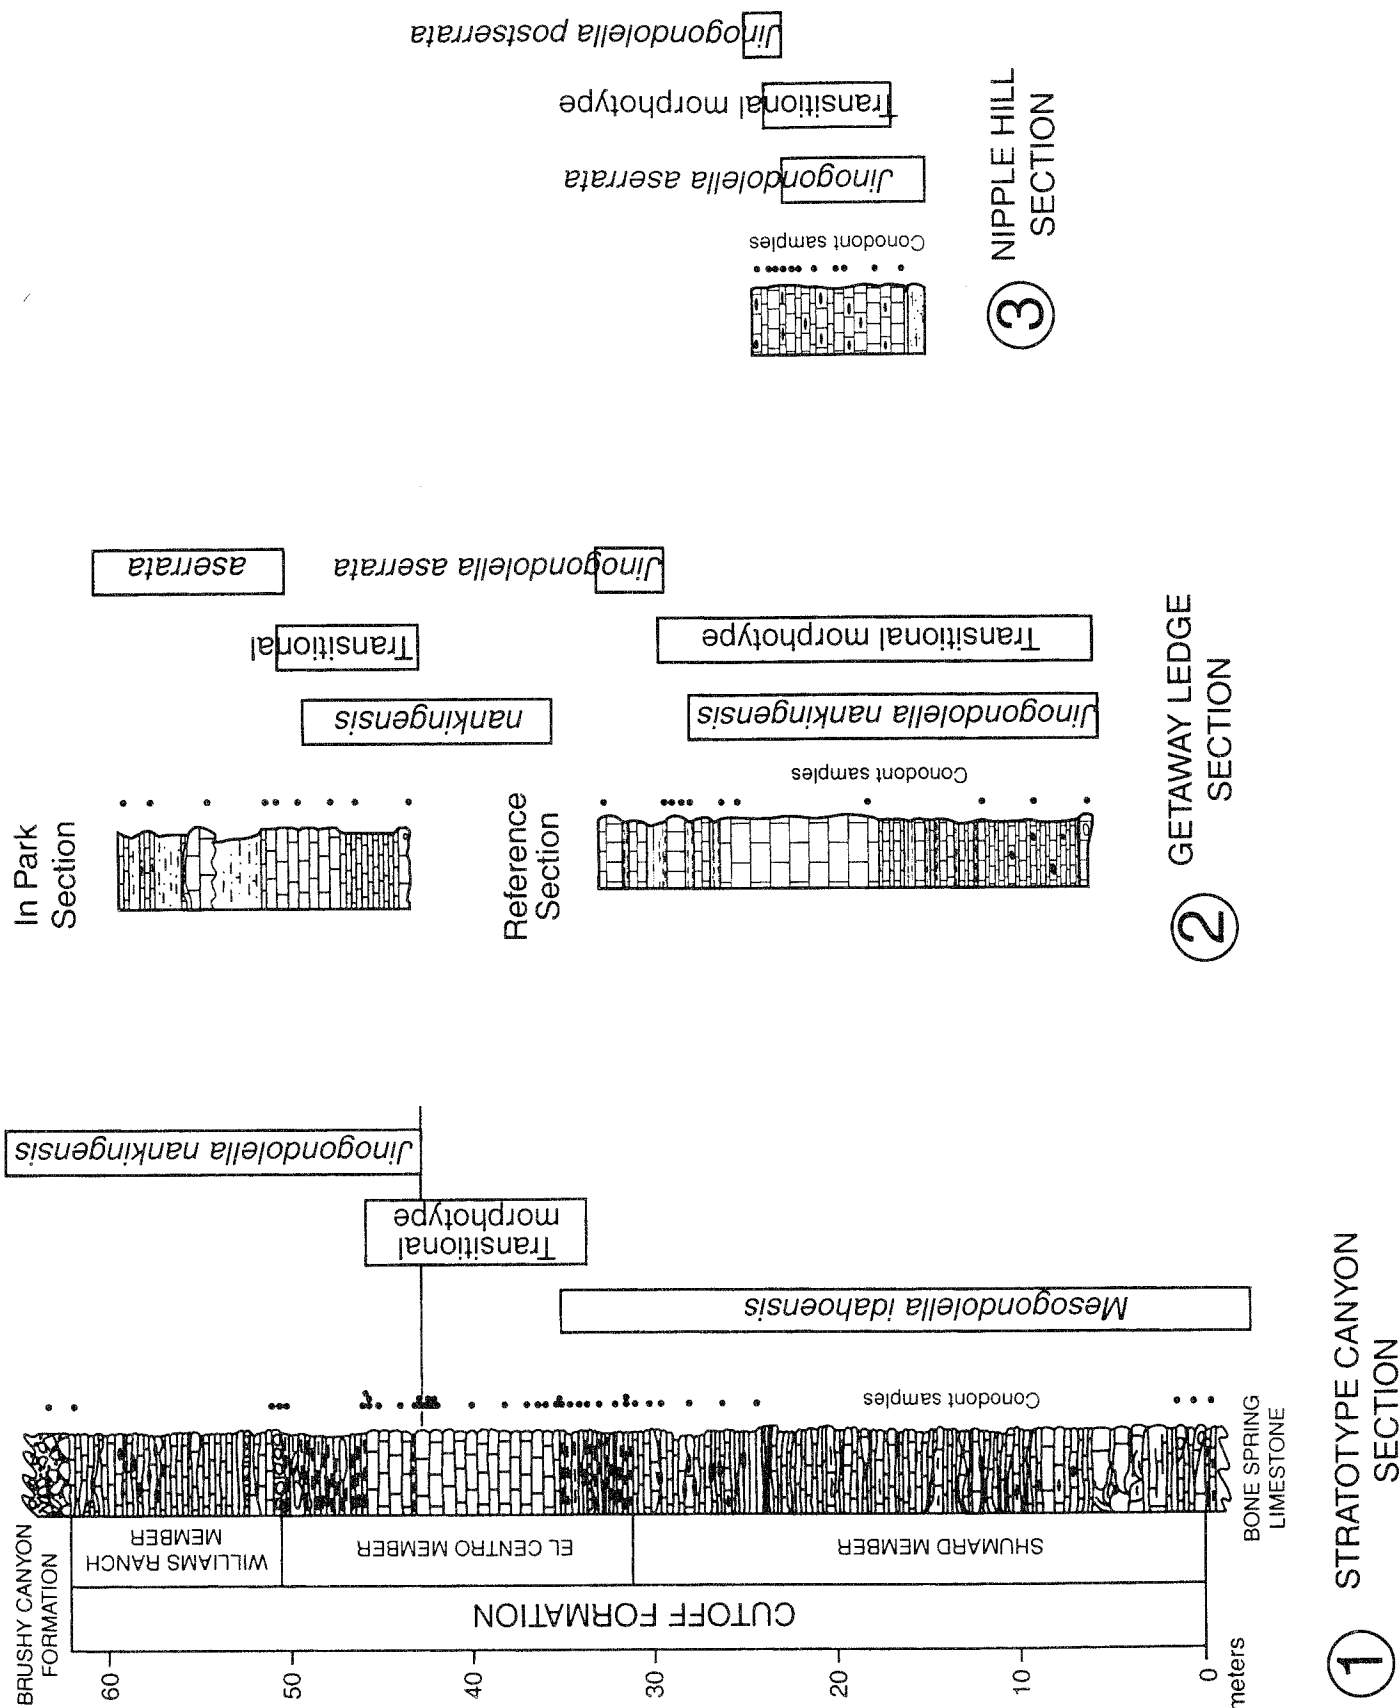 BRUSHY CANYON
FORMATION
60
50
40
30
20
10
0
meters
CUTOFF FORMATION
WILLIAMS RANCH
MEMBER
EL CENTRO MEMBER
SHUMARD MEMBER
BONE SPRING
LIMESTONE
Conodont samples
Mesogondolella idahoensis
Transitional
morphotype
Jinogondolella nankingensis
1
STRATOTYPE CANYON
SECTION
In Park
Section
nankingensis
Transitional
aserrata
Reference
Section
Conodont samples
Jinogondolella nankingensis
Transitional morphotype
Jinogondolella aserrata
2
GETAWAY LEDGE
SECTION
Conodont samples
Jinogondolella aserrata
Transitional morphotype
Jinogondolella postserrata
3
NIPPLE HILL
SECTION